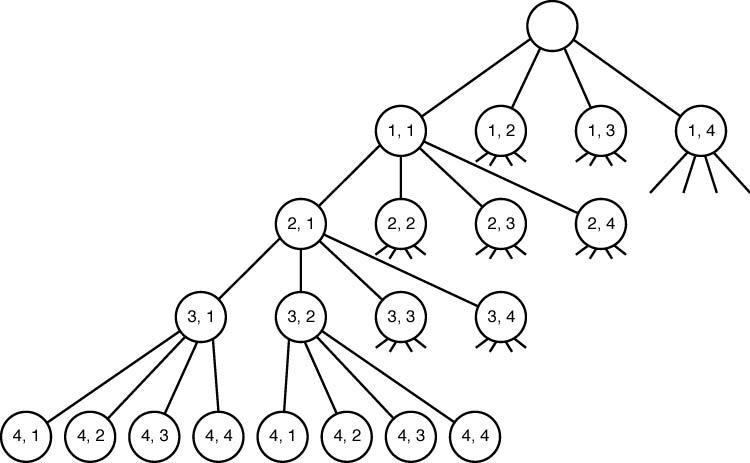 1, 1 1, 2 1, 3 1, 4
2, 1 2, 2 2, 3 2, 4
3, 1 3, 2 3, 3 3, 4
4, 1 4, 2 4, 3 4, 4 4, 1 4, 2 4, 3 4, 4